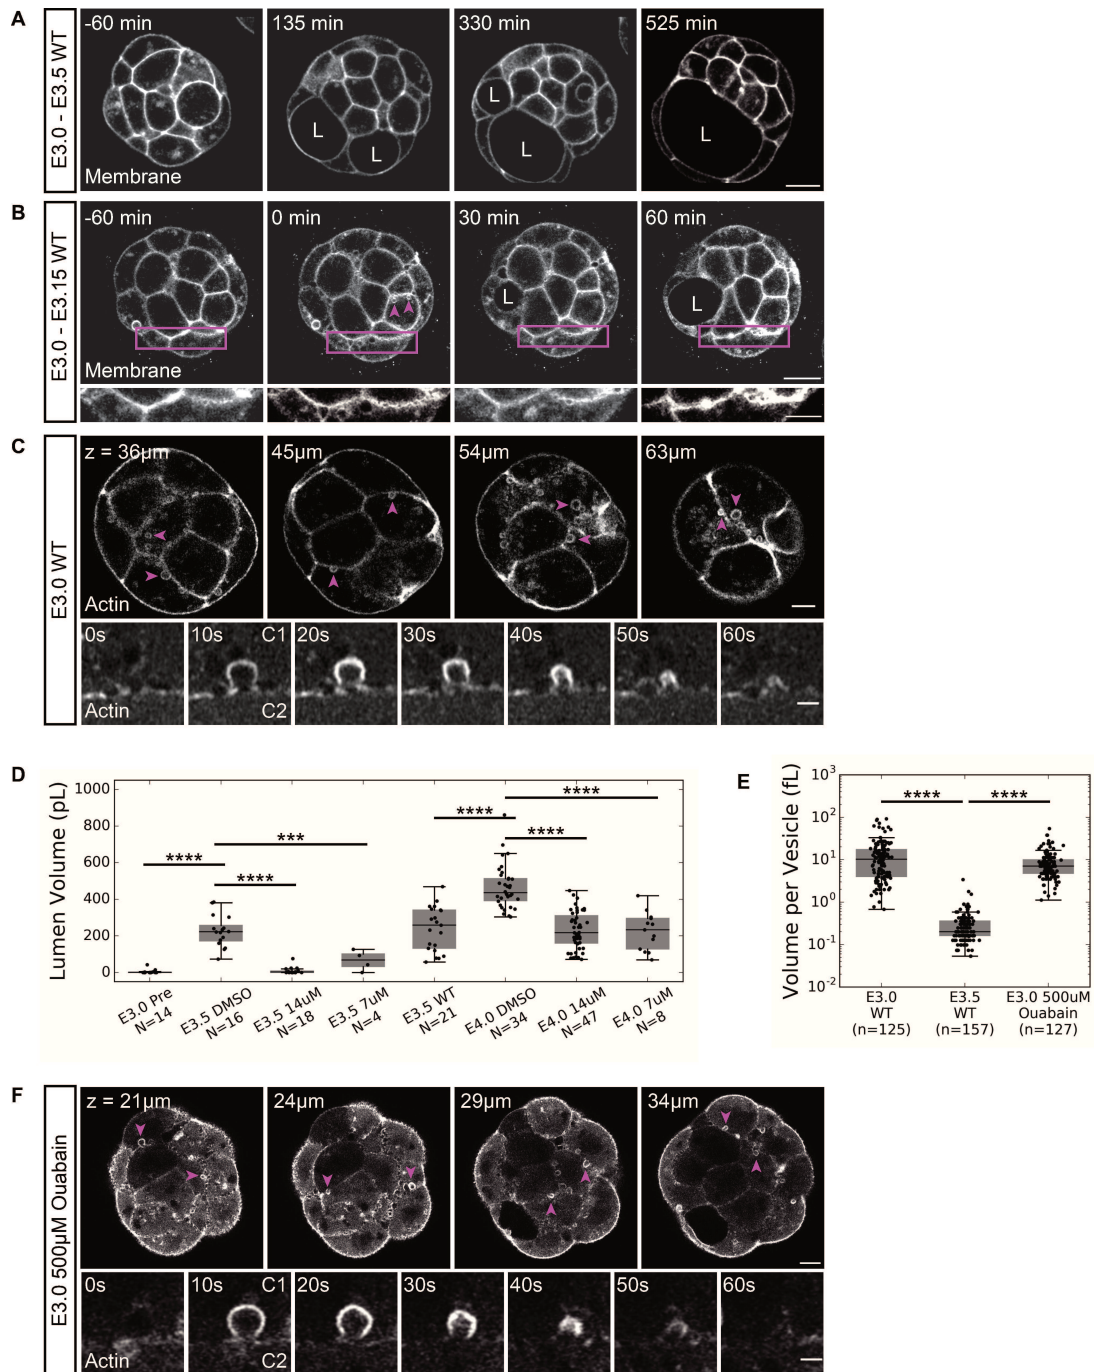 A
E3.0 - E3.5 WT
-60 min
135 min
330 min
525 min
L
L
L
L
L
Membrane
B
E3.0 - E3.15 WT
-60 min
0 min
30 min
60 min
L
L
Membrane
C
E3.0 WT
z = 36µm
45µm
54µm
63µm
Actin
0s
10s
C1
20s
30s
40s
50s
60s
Actin
C2
D
Lumen Volume (pL)
1000
800
600
400
200
0
****
****
***
****
****
****
E3.0 Pre
N=14
E3.5 DMSO
N=16
E3.5 14uM
N=18
E3.5 7uM
N=4
E3.5 WT
N=21
E4.0 DMSO
N=34
E4.0 14uM
N=47
E4.0 7uM
N=8
E
Volume per Vesicle (fL)
10³
10²
10¹
10⁰
10⁻¹
10⁻²
****
****
E3.0
WT
(n=125)
E3.5
WT
(n=157)
E3.0 500uM
Ouabain
(n=127)
F
E3.0 500µM Ouabain
z = 21µm
24µm
29µm
34µm
0s
10s
C1
20s
30s
40s
50s
60s
Actin
C2